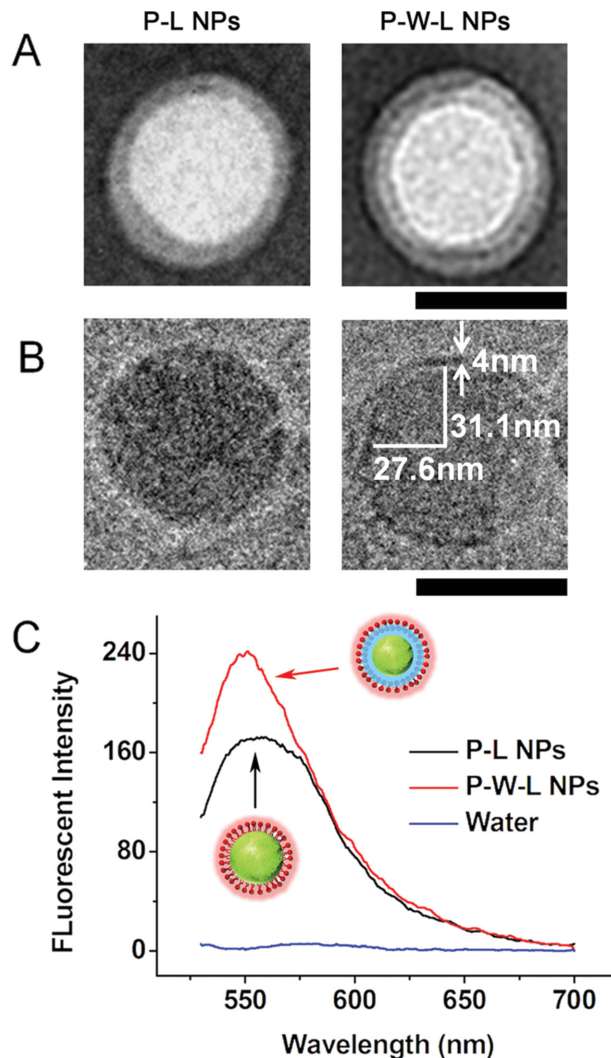 P-L NPs
P-W-L NPs
A
B
4nm
31.1nm
27.6nm
C
240
160
80
0
FLuorescent Intensity
P-L NPs
P-W-L NPs
Water
550
600
650
700
Wavelength (nm)